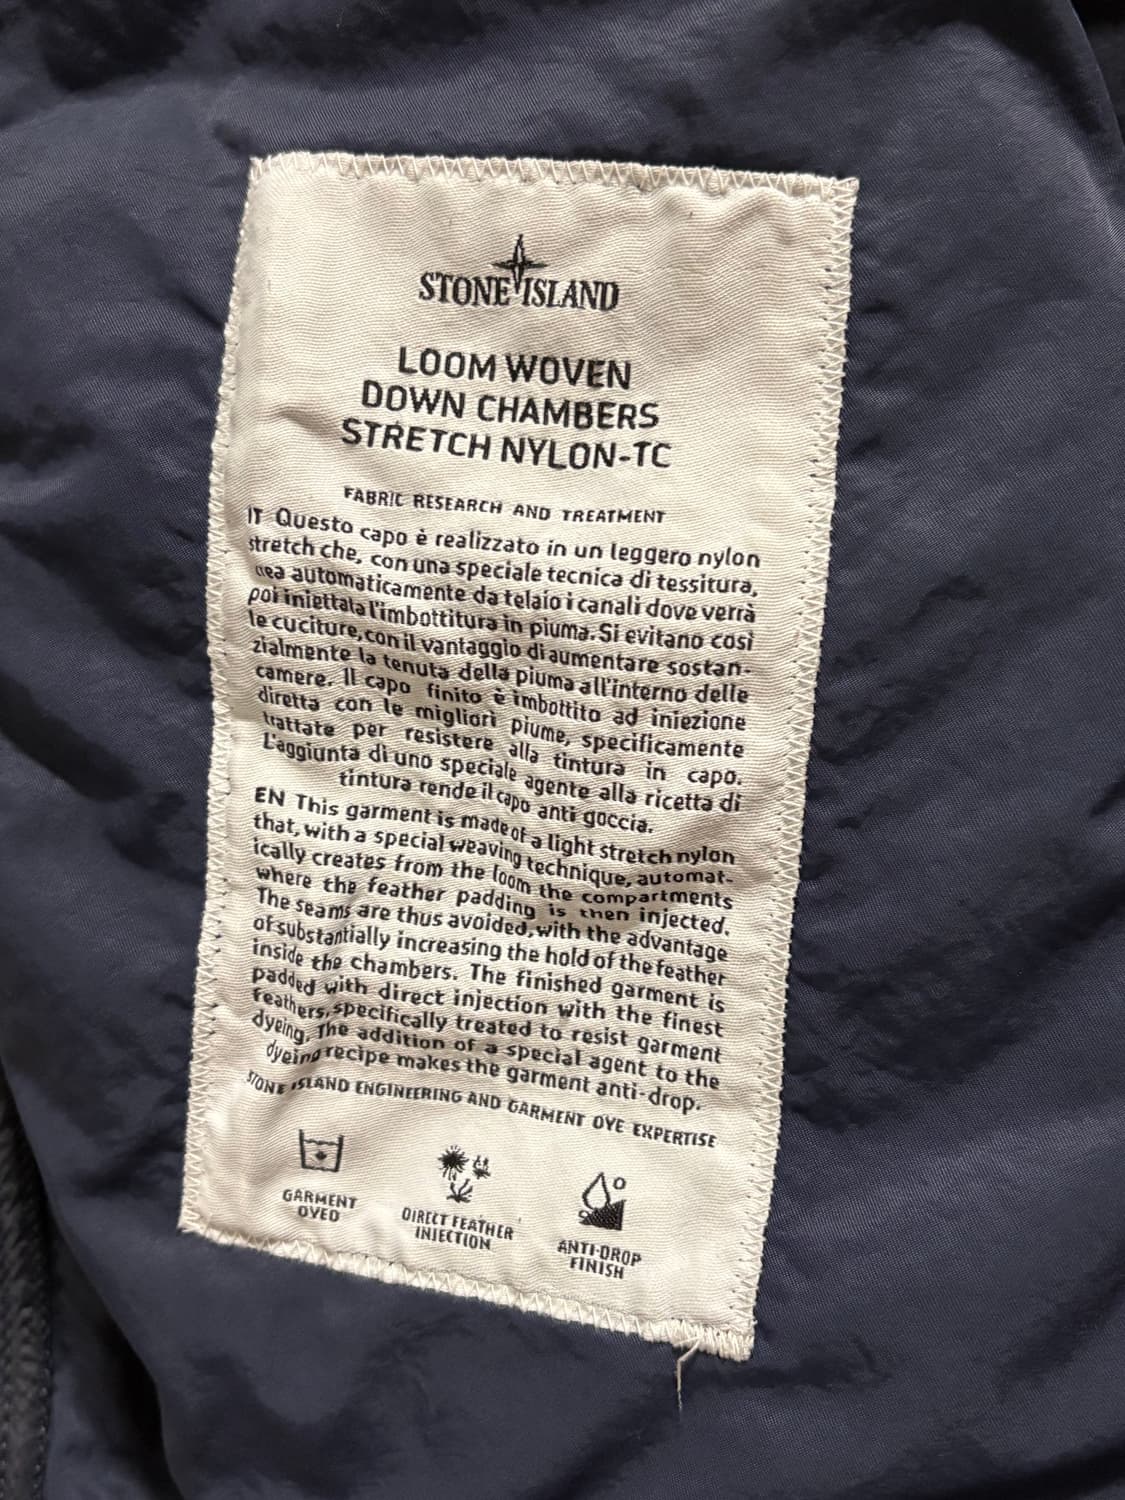 STONE ISLAND
LOOM WOVEN
DOWN CHAMBERS
STRETCH NYLON-TC
FABRIC RESEARCH AND TREATMENT
IT Questo capo è realizzato in un leggero nylon
stretch che, con una speciale tecnica di tessitura,
crea automaticamente da telaio i canali dove verrà
poi iniettata l'imbottitura in piuma. Si evitano così
le cuciture, con il vantaggio di aumentare sostan-
zialmente la tenuta della piuma all'interno delle
camere. Il capo finito è imbottito ad iniezione
diretta con le migliori piume, specificamente
trattate per resistere alla tintura in capo.
L'aggiunta di uno speciale agente alla ricetta di
tintura rende il capo anti goccia.
EN This garment is made of a light stretch nylon
that, with a special weaving technique, automat-
ically creates from the loom the compartments
where the feather padding is then injected.
The seams are thus avoided, with the advantage
of substantially increasing the hold of the feather
inside the chambers. The finished garment is
padded with direct injection with the finest
feathers, specifically treated to resist garment
dyeing. The addition of a special agent to the
dyeing recipe makes the garment anti-drop.
STONE ISLAND ENGINEERING AND GARMENT DYE EXPERTISE
GARMENT
DYED
DIRECT FEATHER
INJECTION
ANTI-DROP
FINISH